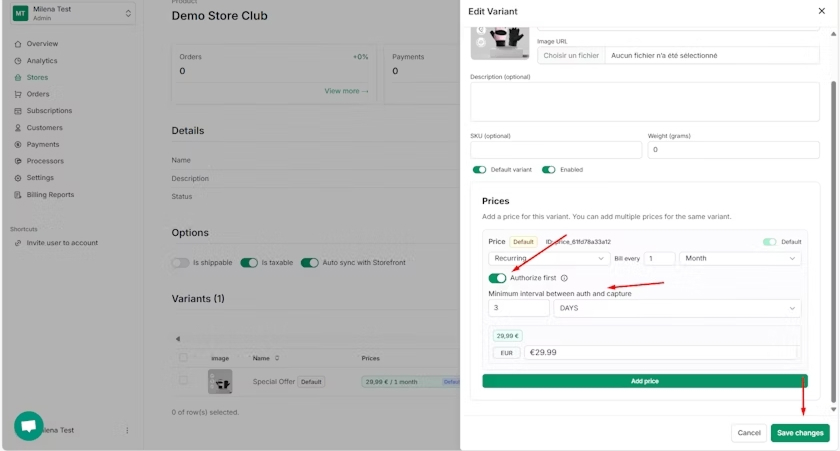 MT
Milena Test
Admin
Overview
Analytics
Stores
Orders
Subscriptions
Customers
Payments
Processors
Settings
Billing Reports
Shortcuts
Invite user to account
Milena Test
Product
Demo Store Club
Orders
+0%
0
View more →
Payments
0
Details
Name
Description
Status
Options
Is shippable
Is taxable
Auto sync with Storefront
Variants (1)
Image
Name
Prices
Special Offer
Default
29,99 € / 1 month
Default
0 of row(s) selected.
Edit Variant
Image URL
Choisir un fichier
Aucun fichier n'a été sélectionné
Description (optional)
SKU (optional)
Weight (grams)
0
Default variant
Enabled
Prices
Add a price for this variant. You can add multiple prices for the same variant.
Price
Default
ID: price_61fd78a33a12
Default
Recurring
Bill every
1
Month
Authorize first
Minimum interval between auth and capture
3
DAYS
29,99 €
EUR
€29.99
Add price
Cancel
Save changes